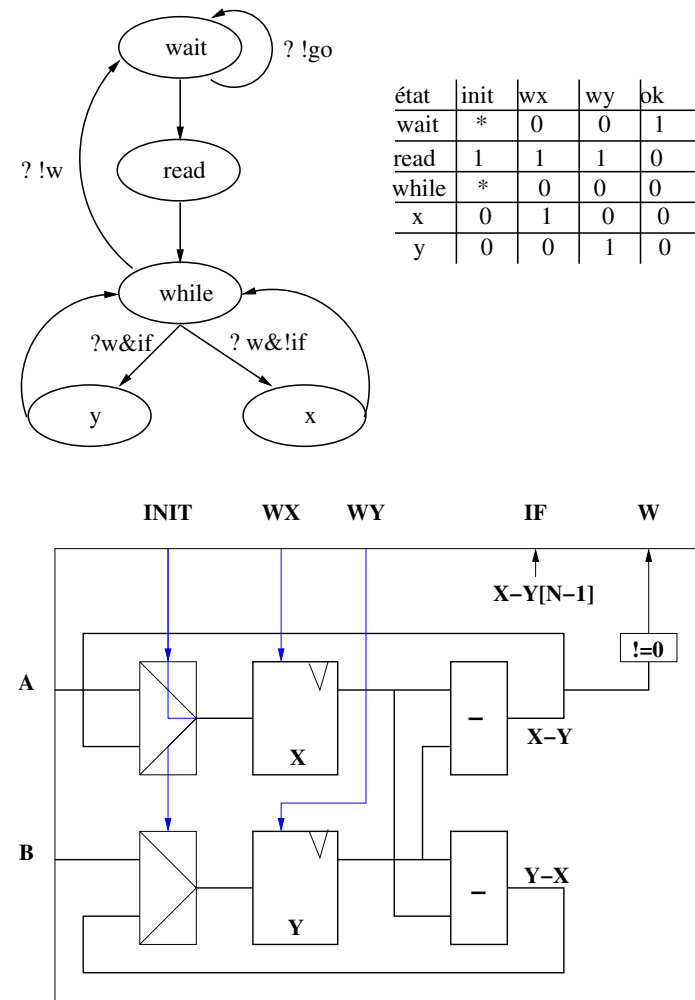 wait
? !go
? !w
read
while
?w&if
? w&!if
y
x
état init wx wy ok
wait * 0 0 1
read 1 1 1 0
while * 0 0 0
x 0 1 0 0
y 0 0 1 0
INIT WX WY IF W
X−Y[N−1]
!=0
A
X
−
X−Y
B
Y
−
Y−X